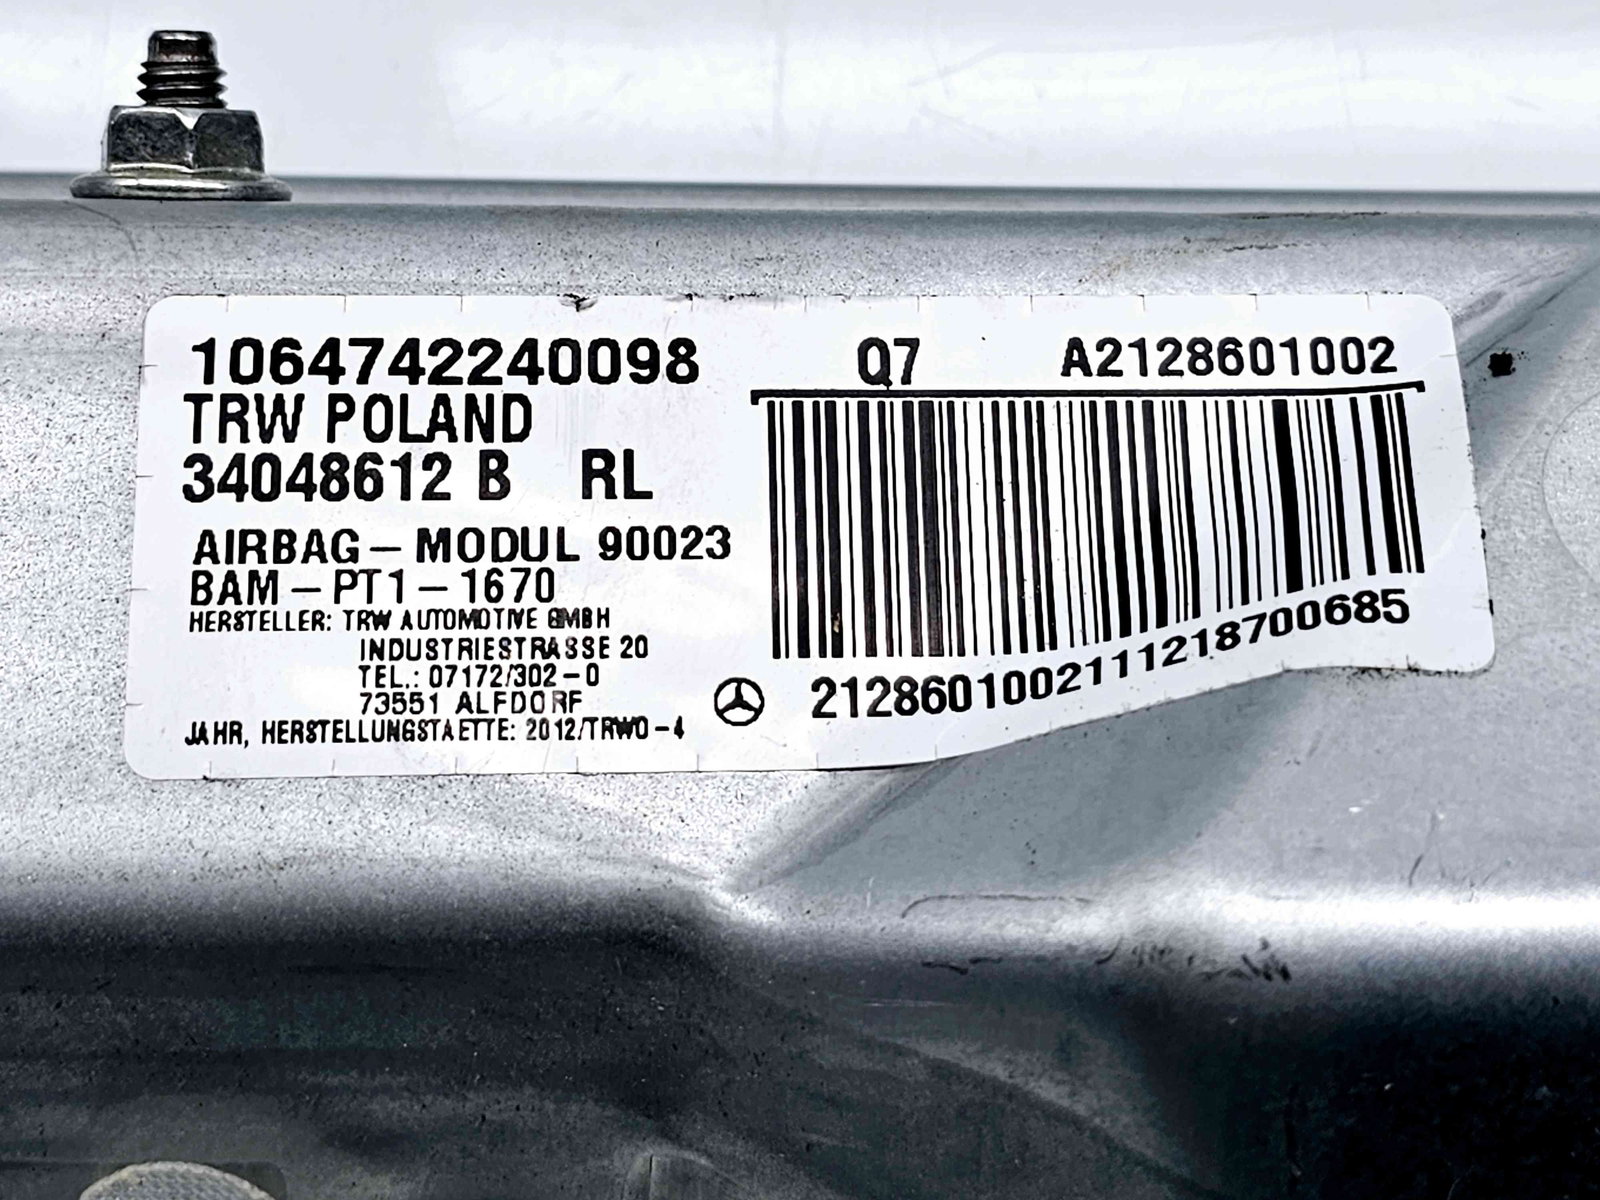 1064742240098 Q7 A2128601002
TRW POLAND
34048612 B RL
AIRBAG - MODUL 90023
BAM - PT1 - 1670
HERSTELLER: TRW AUTOMOTIVE GMBH
INDUSTRIESTRASSE 20
TEL.: 07172/302-0
73551 ALFDORF
JAHR, HERSTELLUNGSTAETTE: 2012/TRWO-4
2128601002111218700685